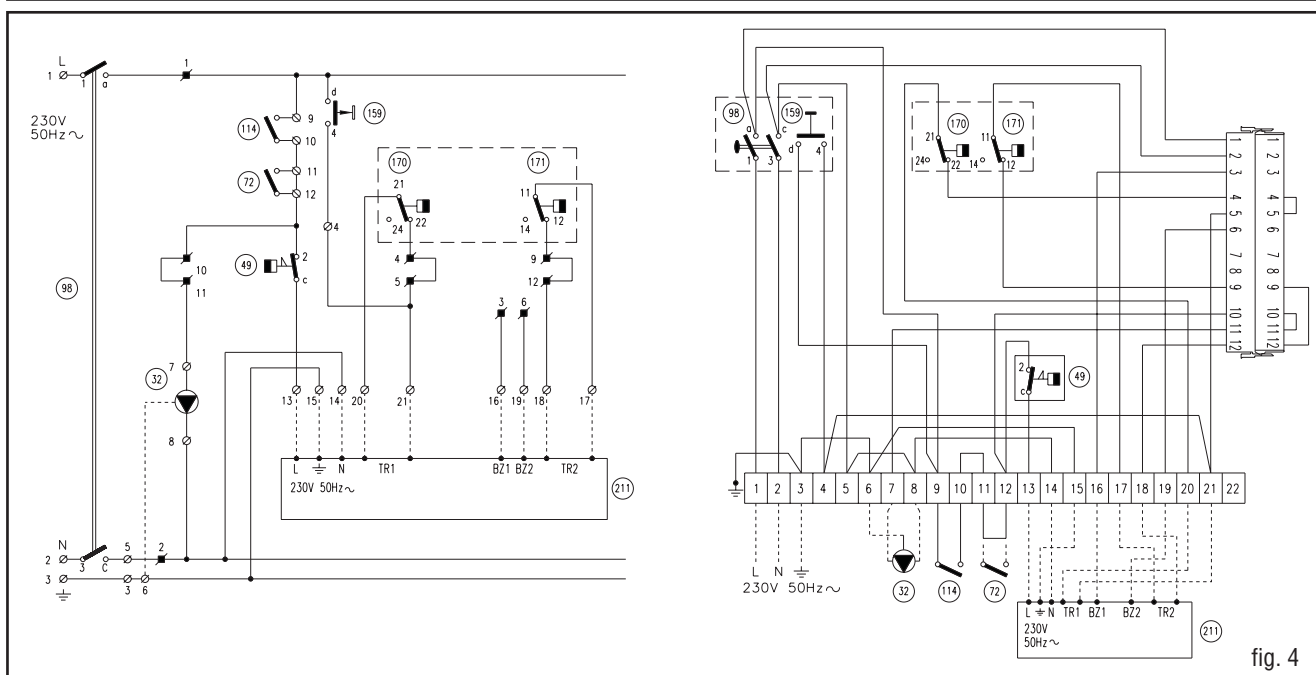 L
1
1 a
1
230V
50Hz~
d
159
4
9
114
10
11
72
12
170
21
24 22
171
11
14 12
4
2
49
c
10
11
98
4
5
9
12
3 6
7
32
8
13 15 14 20 21 16 19 18 17
L N TR1 BZ1 BZ2 TR2
230V 50Hz~
211
N
2
3 C 5 2
3
3 6
98
a c
1 3
159
d 4
170
21
24 22
171
11
14 12
1 1
2 2
3 3
4 4
5 5
6 6
7 7
8 8
9 9
10 10
11 11
12 12
2
c
49
1 2 3 4 5 6 7 8 9 10 11 12 13 14 15 16 17 18 19 20 21 22
L N
230V 50Hz~
32
114
72
L N TR1 BZ1 BZ2 TR2
230V
50Hz~
211
fig. 4